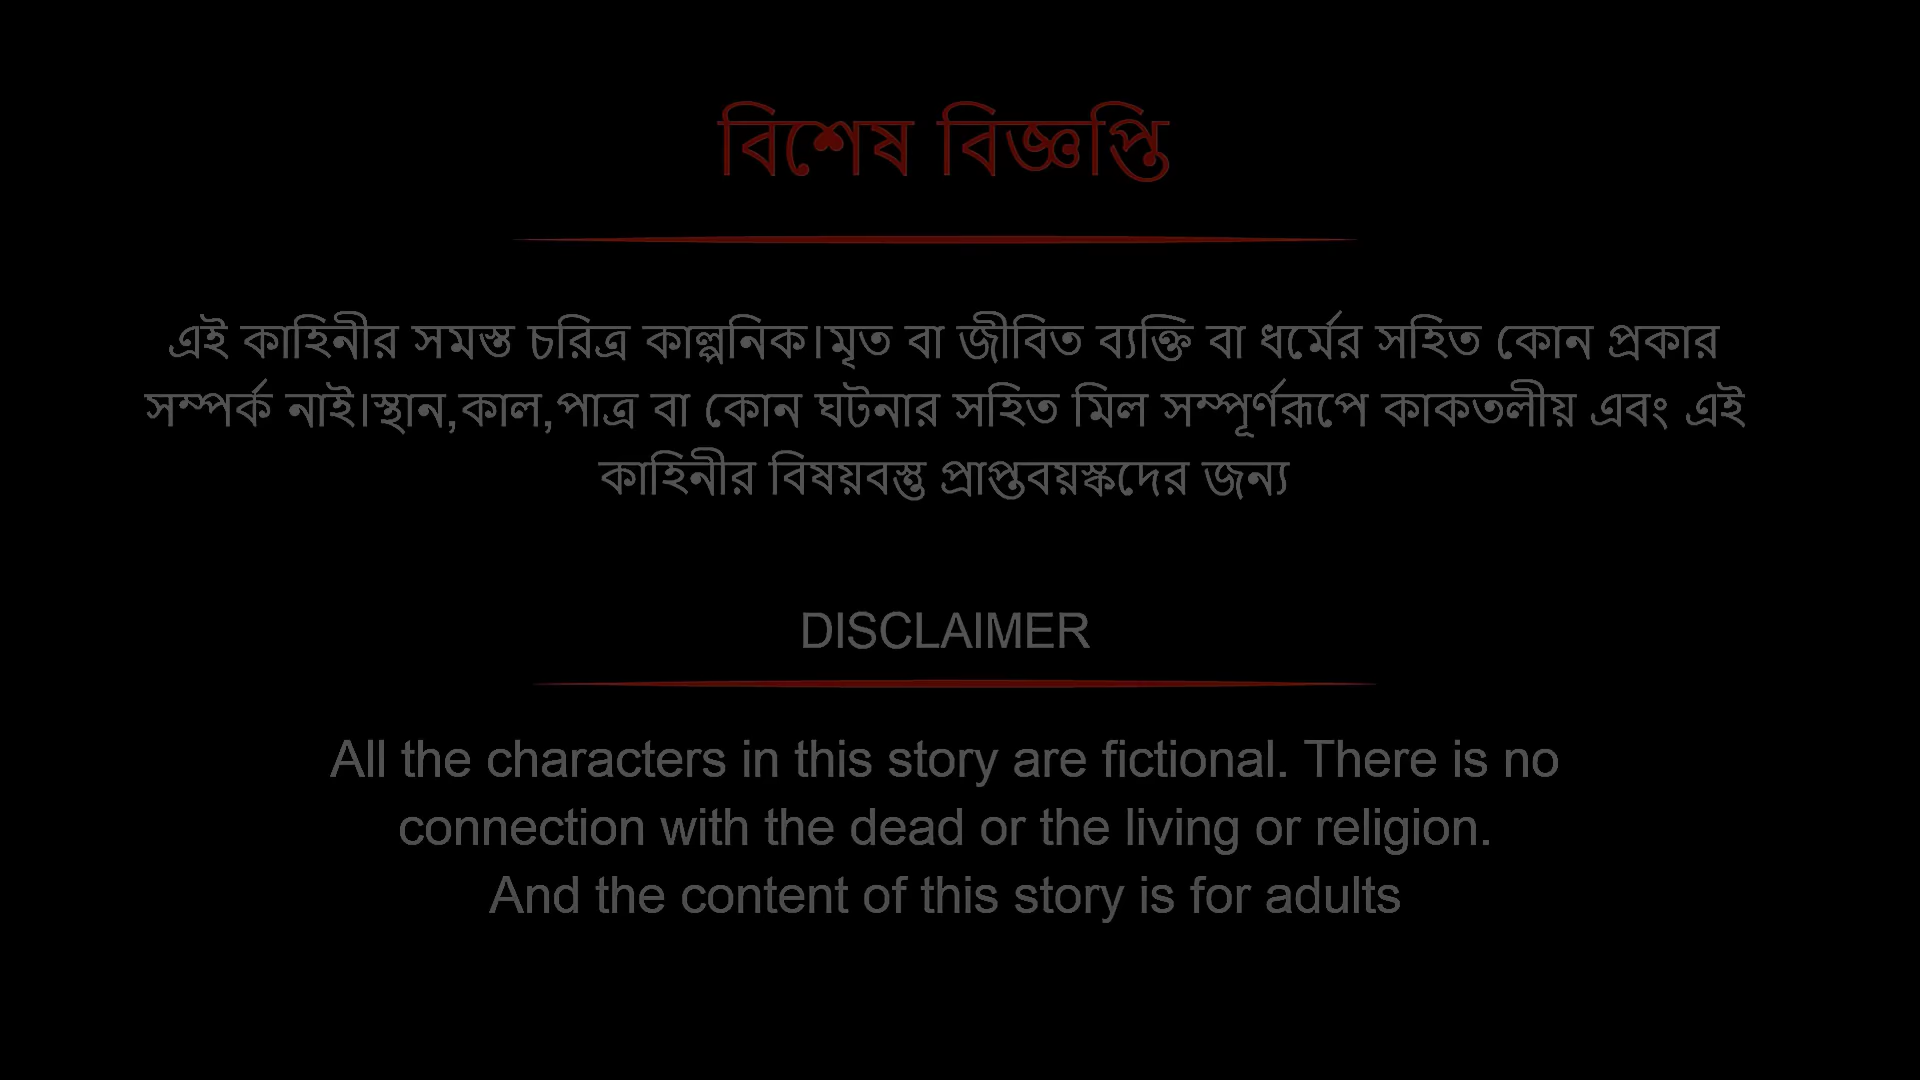 বিশেষ বিজ্ঞপ্তি
এই কাহিনীর সমস্ত চরিত্র কাল্পনিক।মৃত বা জীবিত ব্যক্তি বা ধর্মের সহিত কোন প্রকার
সম্পর্ক নাই।স্থান,কাল,পাত্র বা কোন ঘটনার সহিত মিল সম্পূর্ণরূপে কাকতলীয় এবং এই
কাহিনীর বিষয়বস্তু প্রাপ্তবয়স্কদের জন্য
DISCLAIMER
All the characters in this story are fictional. There is no
connection with the dead or the living or religion.
And the content of this story is for adults